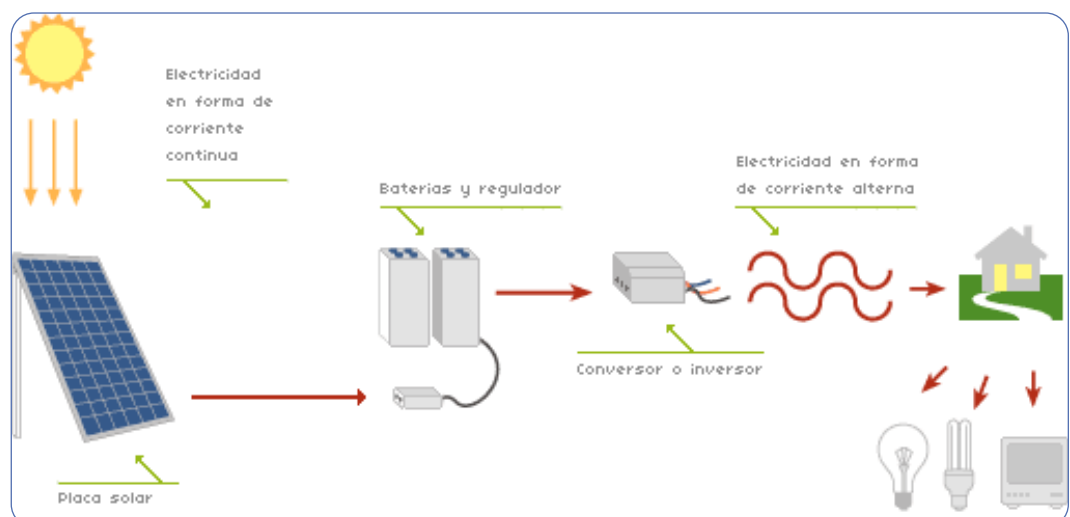 Electricidad
en forma de
corriente
continua
Baterias y regulador
Electricidad en forma
de corriente alterna
Conversor o inversor
Placa solar